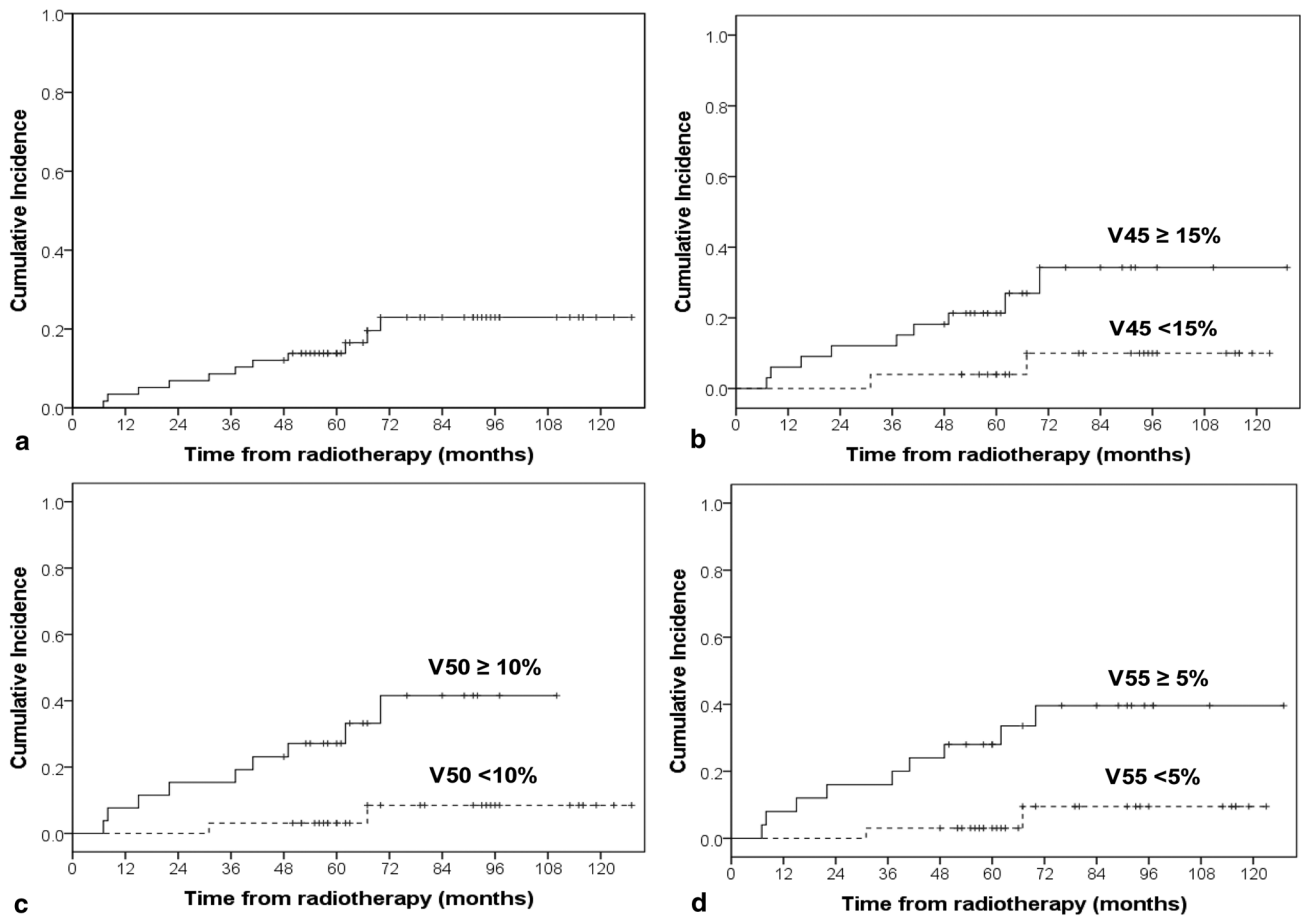 1.0
0.8
0.6
0.4
0.2
0.0
Cumulative Incidence
0 12 24 36 48 60 72 84 96 108 120
Time from radiotherapy (months)
a
1.0
0.8
0.6
0.4
0.2
0.0
Cumulative Incidence
V45 ≥ 15%
V45 <15%
0 12 24 36 48 60 72 84 96 108 120
Time from radiotherapy (months)
b
1.0
0.8
0.6
0.4
0.2
0.0
Cumulative Incidence
V50 ≥ 10%
V50 <10%
0 12 24 36 48 60 72 84 96 108 120
Time from radiotherapy (months)
c
1.0
0.8
0.6
0.4
0.2
0.0
Cumulative Incidence
V55 ≥ 5%
V55 <5%
0 12 24 36 48 60 72 84 96 108 120
Time from radiotherapy (months)
d